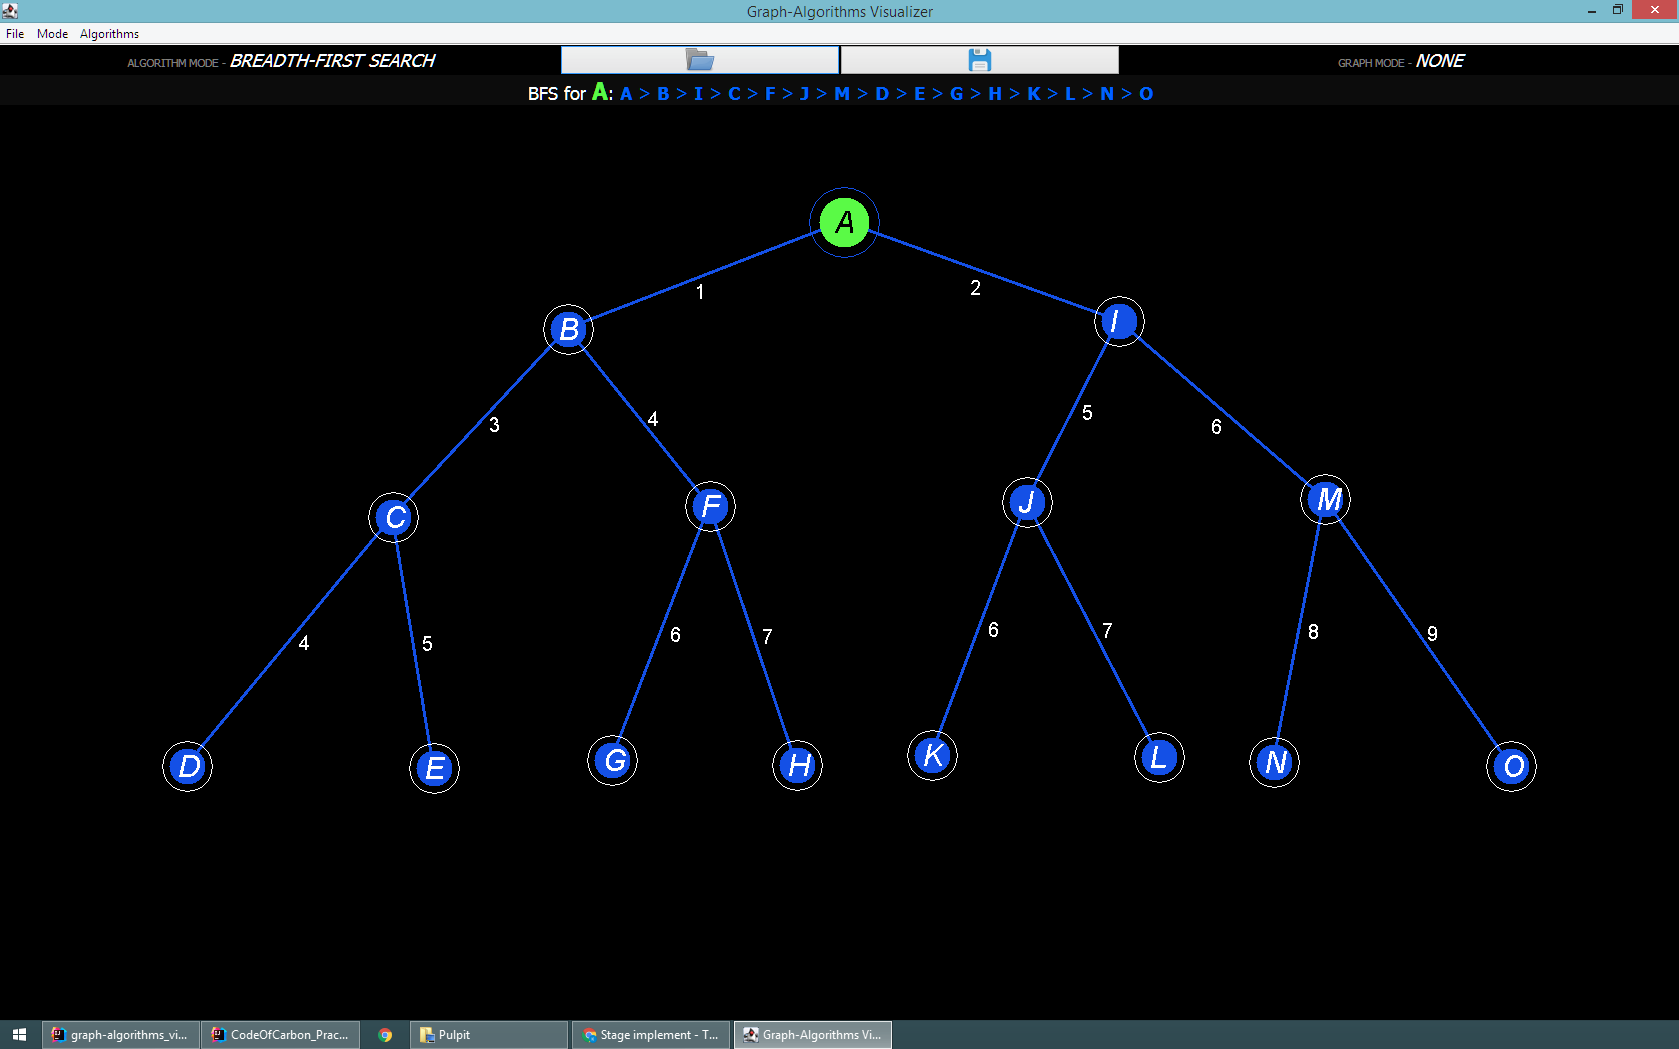 Graph-Algorithms Visualizer
File Mode Algorithms
ALGORITHM MODE - BREADTH-FIRST SEARCH
GRAPH MODE - NONE
BFS for A: A > B > I > C > F > J > M > D > E > G > H > K > L > N > O
A
1 2
B I
3 4 5 6
C F J M
4 5 6 7 6 7 8 9
D E G H K L N O
graph-algorithms_vi... CodeOfCarbon_Prac... Pulpit Stage implement - T... Graph-Algorithms Vi...